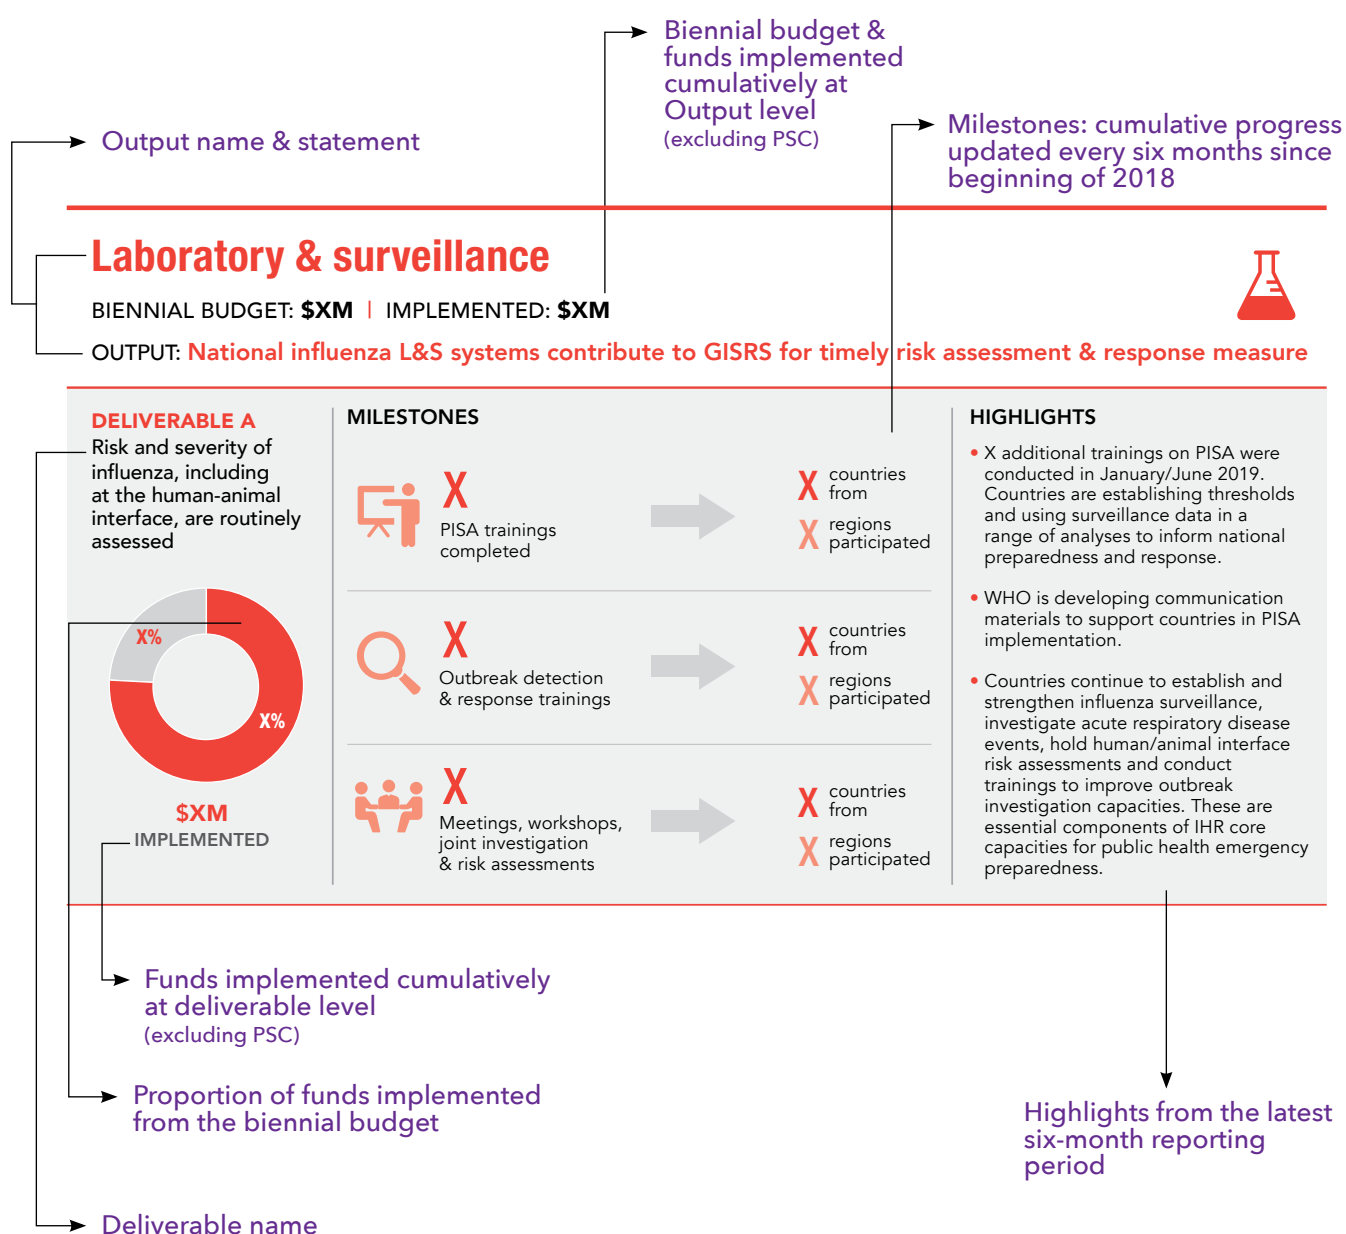 Biennial budget &
funds implemented
cumulatively at
Output level
(excluding PSC)
Output name & statement
Milestones: cumulative progress
updated every six months since
beginning of 2018
Laboratory & surveillance
BIENNIAL BUDGET: $XM | IMPLEMENTED: $XM
OUTPUT: National influenza L&S systems contribute to GISRS for timely risk assessment & response measure
DELIVERABLE A
Risk and severity of
influenza, including
at the human-animal
interface, are routinely
assessed
X%
X%
$XM
IMPLEMENTED
MILESTONES
X
PISA trainings
completed
X countries
from
X regions
participated
X
Outbreak detection
& response trainings
X countries
from
X regions
participated
X
Meetings, workshops,
joint investigation
& risk assessments
X countries
from
X regions
participated
HIGHLIGHTS
• X additional trainings on PISA were
conducted in January/June 2019.
Countries are establishing thresholds
and using surveillance data in a
range of analyses to inform national
preparedness and response.
• WHO is developing communication
materials to support countries in PISA
implementation.
• Countries continue to establish and
strengthen influenza surveillance,
investigate acute respiratory disease
events, hold human/animal interface
risk assessments and conduct
trainings to improve outbreak
investigation capacities. These are
essential components of IHR core
capacities for public health emergency
preparedness.
Funds implemented cumulatively
at deliverable level
(excluding PSC)
Proportion of funds implemented
from the biennial budget
Highlights from the latest
six-month reporting
period
Deliverable name